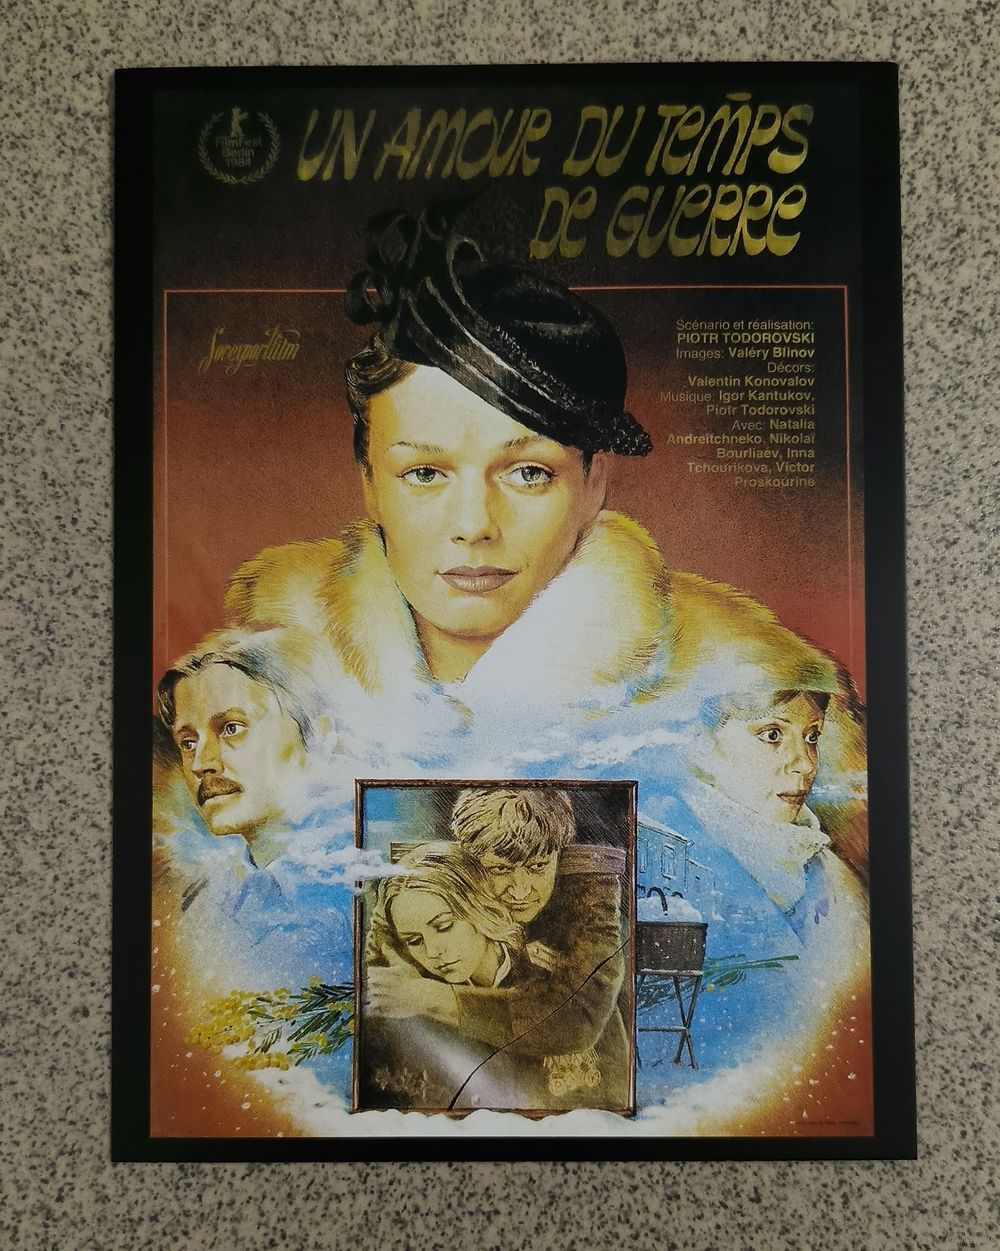 UN AMOUR DU TEMPS
DE GUERRE
FilmFest
Berlin
1984
Sovexportfilm
Scénario et réalisation:
PIOTR TODOROVSKI
Images: Valéry Blinov
Décors:
Valentin Konovalov
Musique: Igor Kantukov,
Piotr Todorovski
Avec: Natalia
Andreïtchneko, Nikolaï
Bourliaév, Inna
Tchourikova, Victor
Proskourine